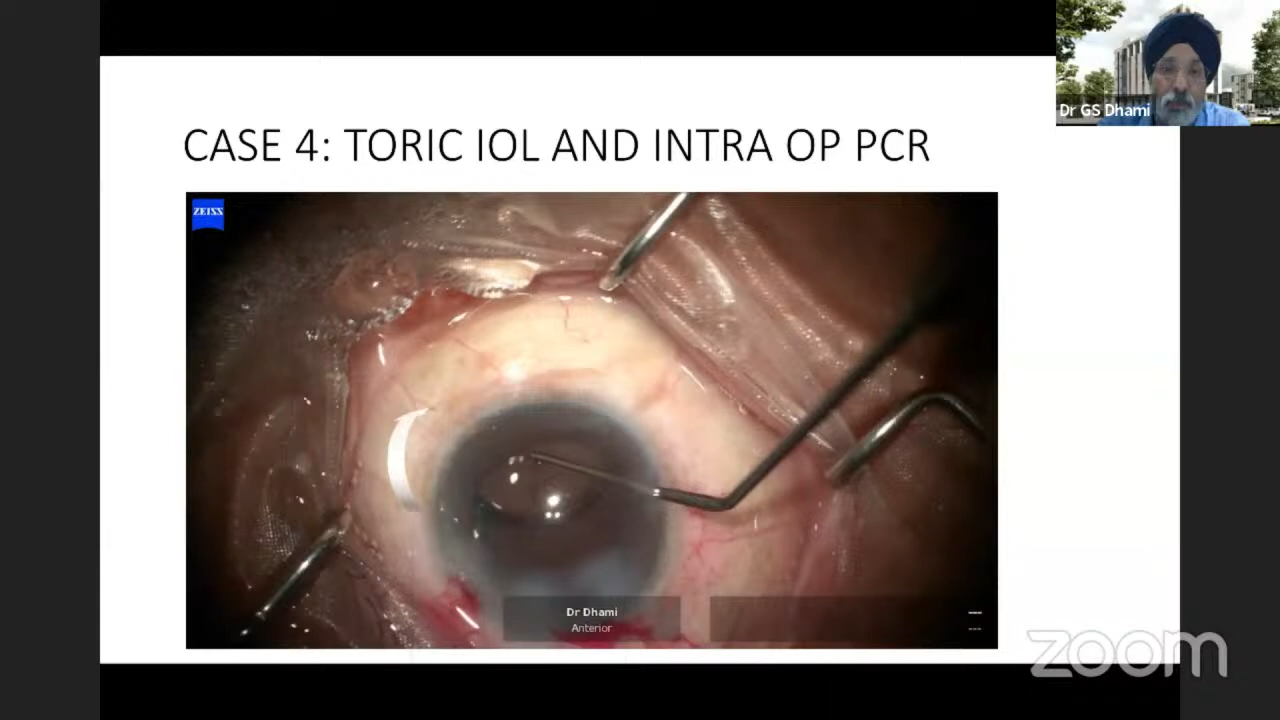 Dr GS Dhami
CASE 4: TORIC IOL AND INTRA OP PCR
ZEISS
Dr Dhami
Anterior
---
---
zoom